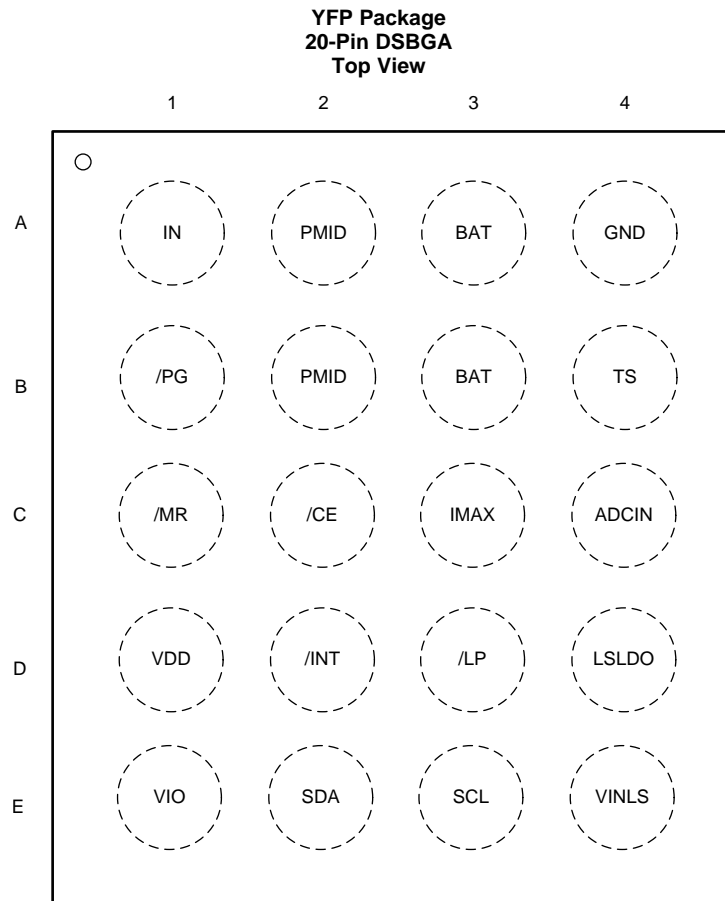 YFP Package
20-Pin DSBGA
Top View
1 2 3 4
A IN PMID BAT GND
B /PG PMID BAT TS
C /MR /CE IMAX ADCIN
D VDD /INT /LP LSLDO
E VIO SDA SCL VINLS